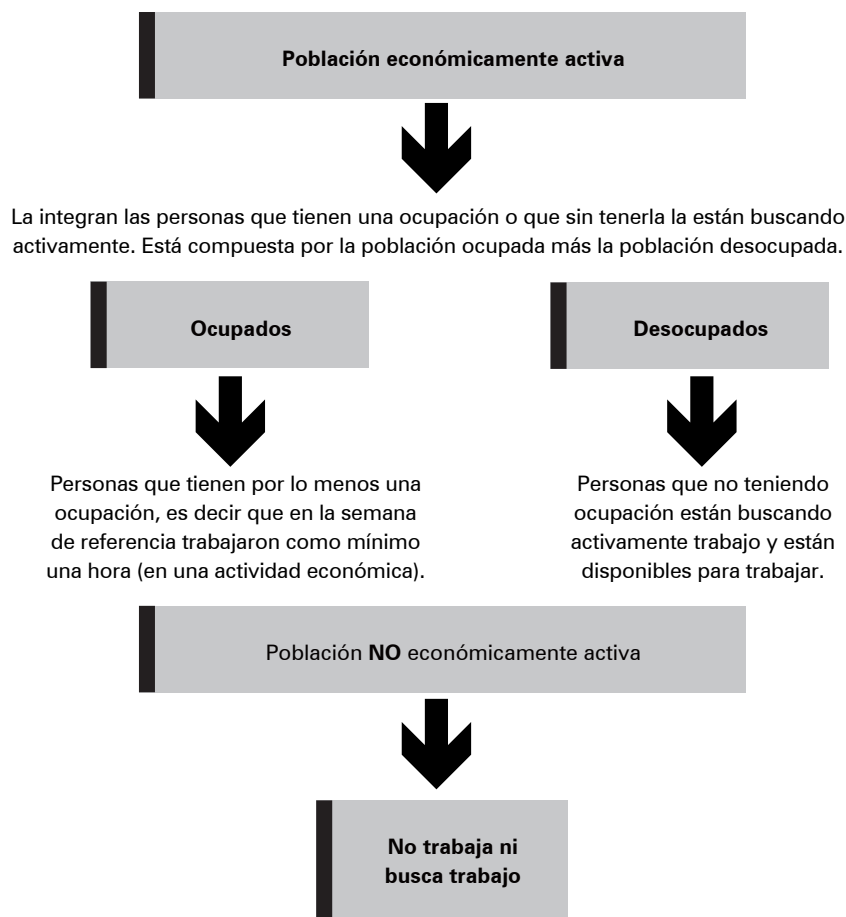 Población económicamente activa
La integran las personas que tienen una ocupación o que sin tenerla la están buscando
activamente. Está compuesta por la población ocupada más la población desocupada.
Ocupados
Desocupados
Personas que tienen por lo menos una
ocupación, es decir que en la semana
de referencia trabajaron como mínimo
una hora (en una actividad económica).
Personas que no teniendo
ocupación están buscando
activamente trabajo y están
disponibles para trabajar.
Población NO económicamente activa
No trabaja ni
busca trabajo